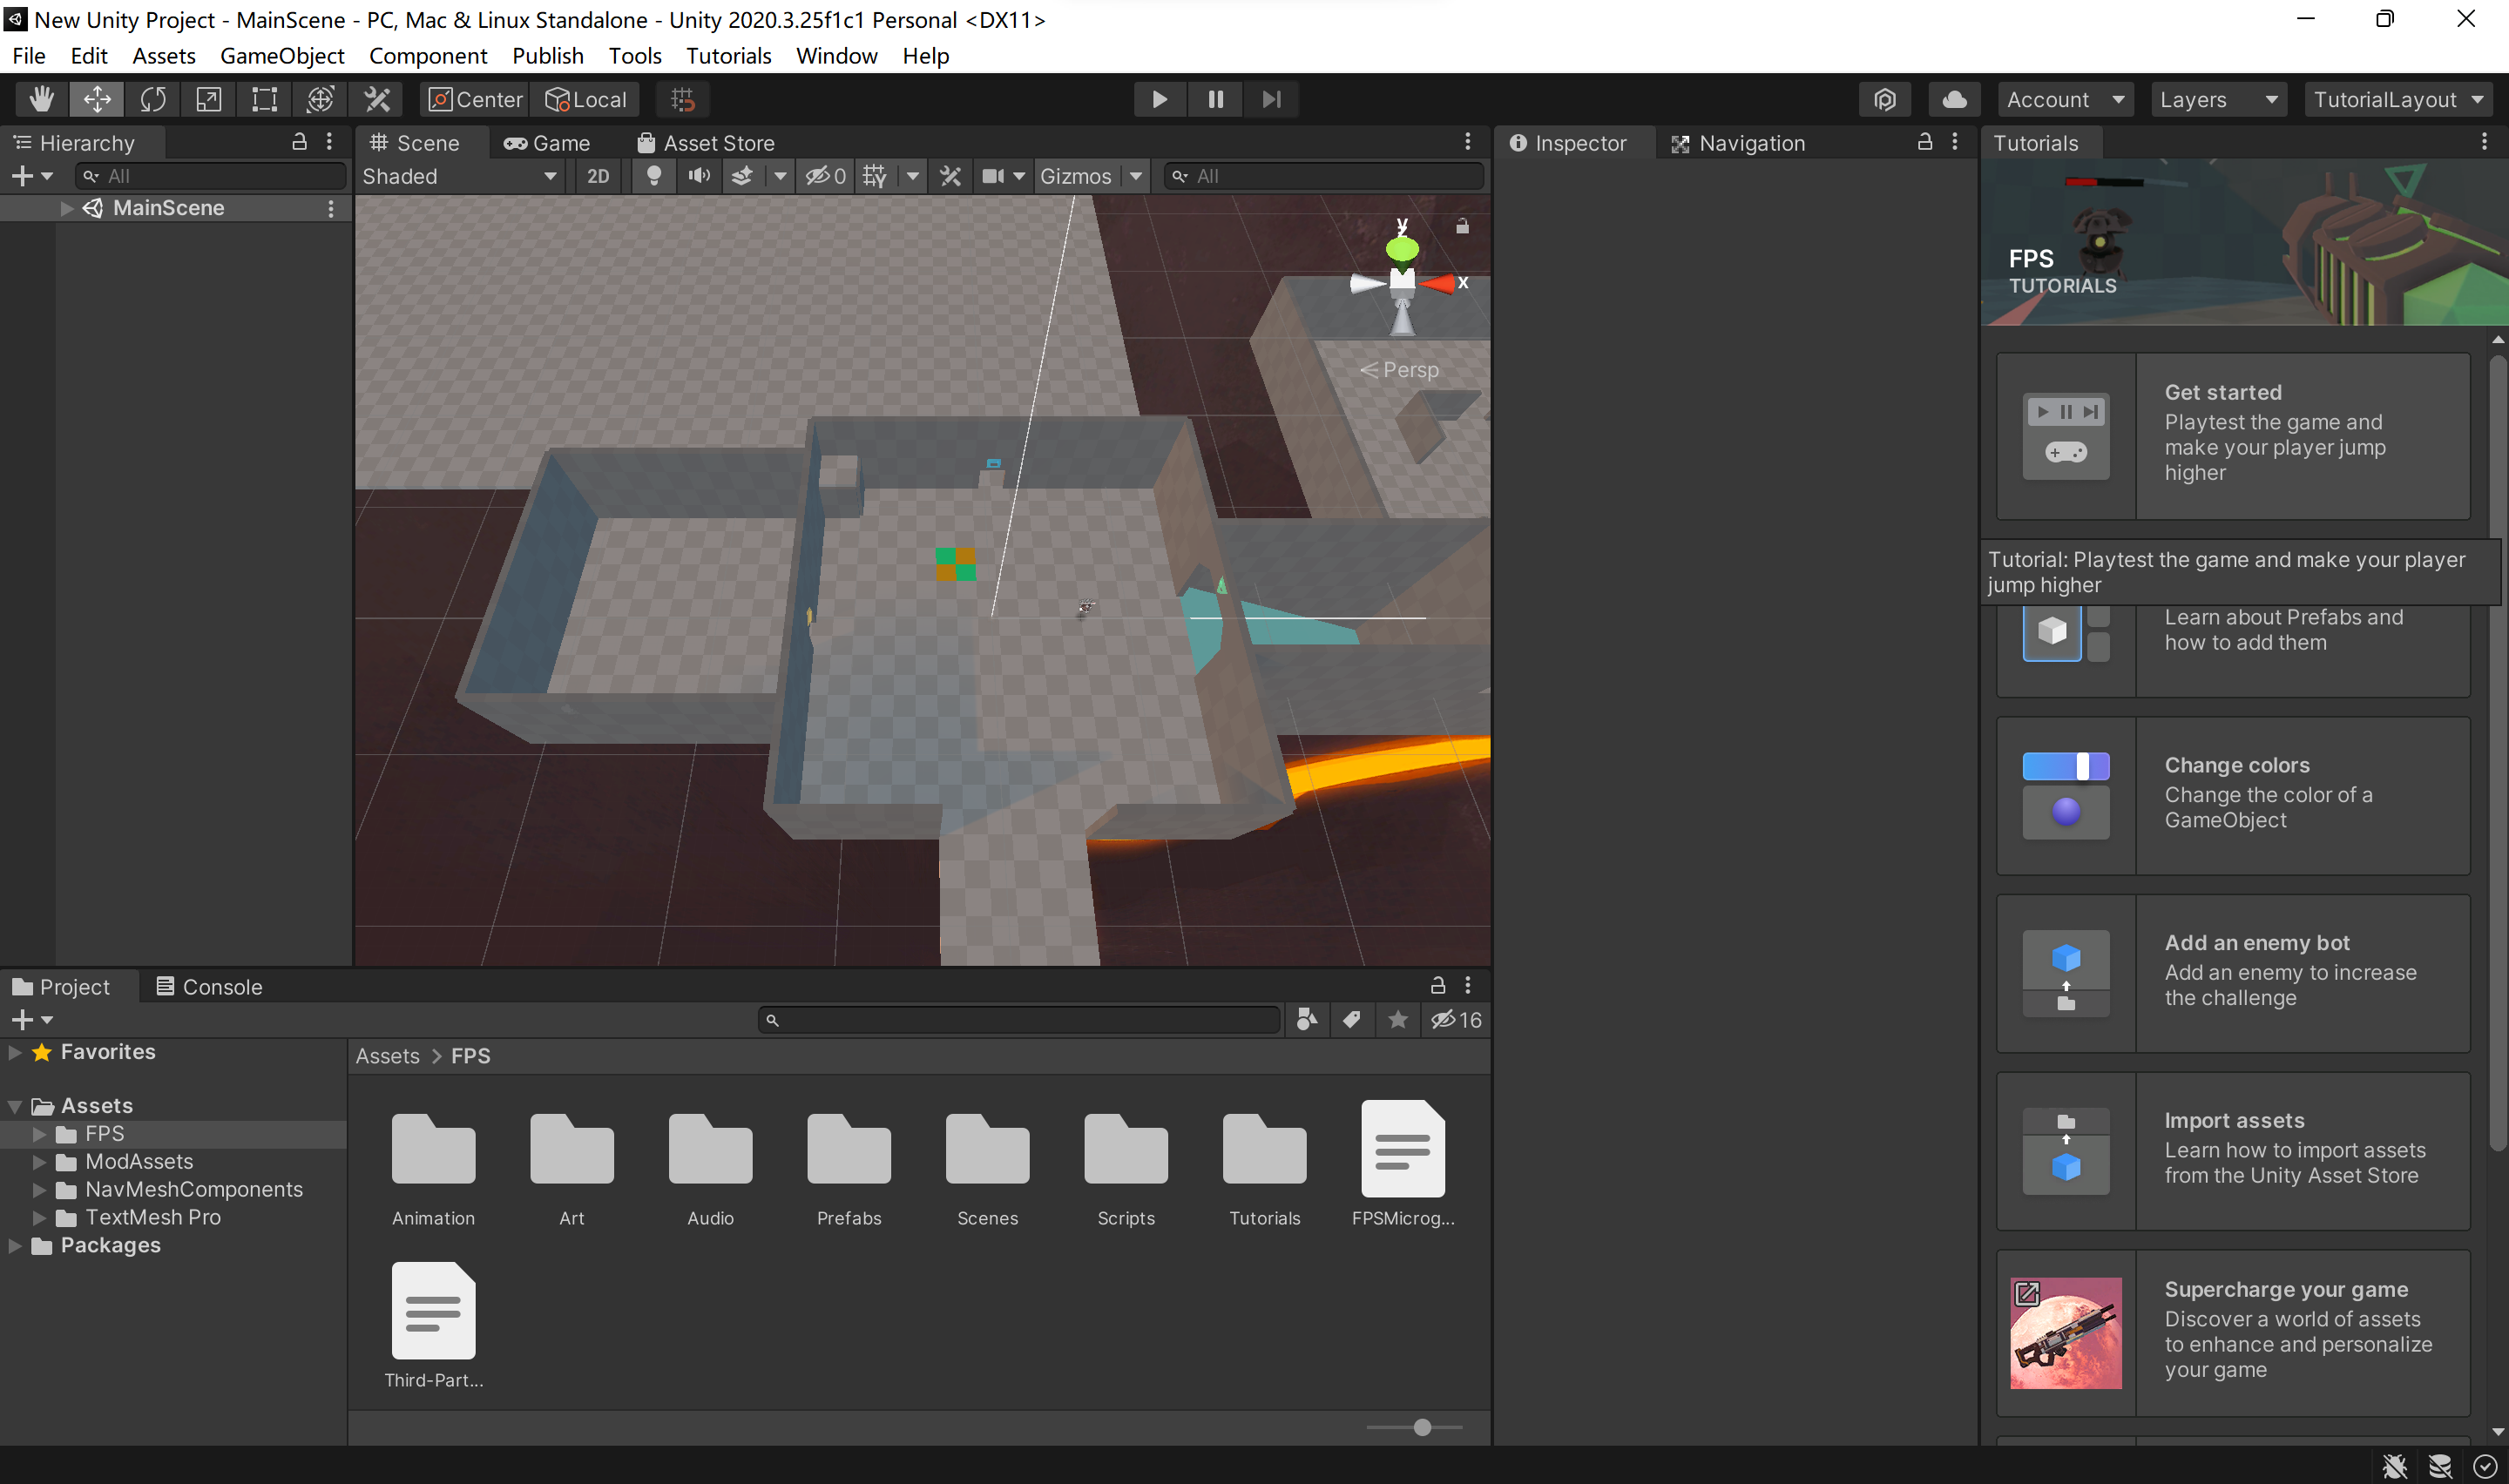 New Unity Project - MainScene - PC, Mac & Linux Standalone - Unity 2020.3.25f1c1 Personal <DX11>
File Edit Assets GameObject Component Publish Tools Tutorials Window Help
Center Local Account Layers TutorialLayout
Hierarchy
All
MainScene
Scene Game Asset Store
Shaded 2D 0 Gizmos All
y
x
Persp
Inspector Navigation
Tutorials
FPS
TUTORIALS
Get started
Playtest the game and
make your player jump
higher
Tutorial: Playtest the game and make your player
jump higher
Learn about Prefabs and
how to add them
Change colors
Change the color of a
GameObject
Add an enemy bot
Add an enemy to increase
the challenge
Import assets
Learn how to import assets
from the Unity Asset Store
Supercharge your game
Discover a world of assets
to enhance and personalize
your game
Project Console
16
Favorites
Assets
FPS
ModAssets
NavMeshComponents
TextMesh Pro
Packages
Assets > FPS
Animation Art Audio Prefabs Scenes Scripts Tutorials FPSMicrog...
Third-Part...